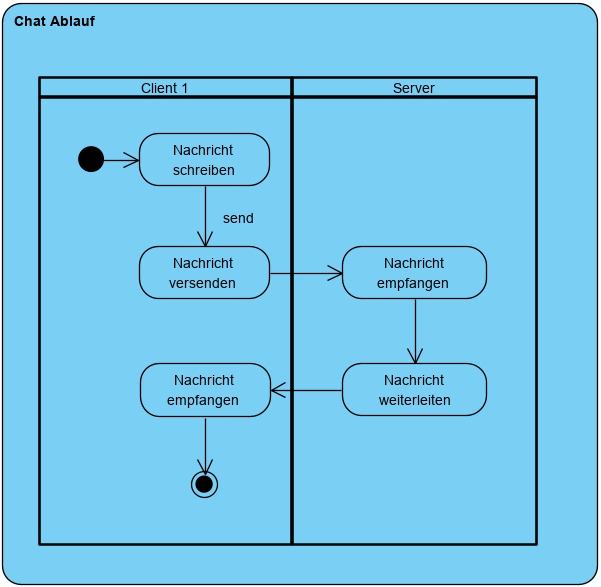 Chat Ablauf
Client 1
Server
Nachricht
schreiben
send
Nachricht
versenden
Nachricht
empfangen
Nachricht
empfangen
Nachricht
weiterleiten